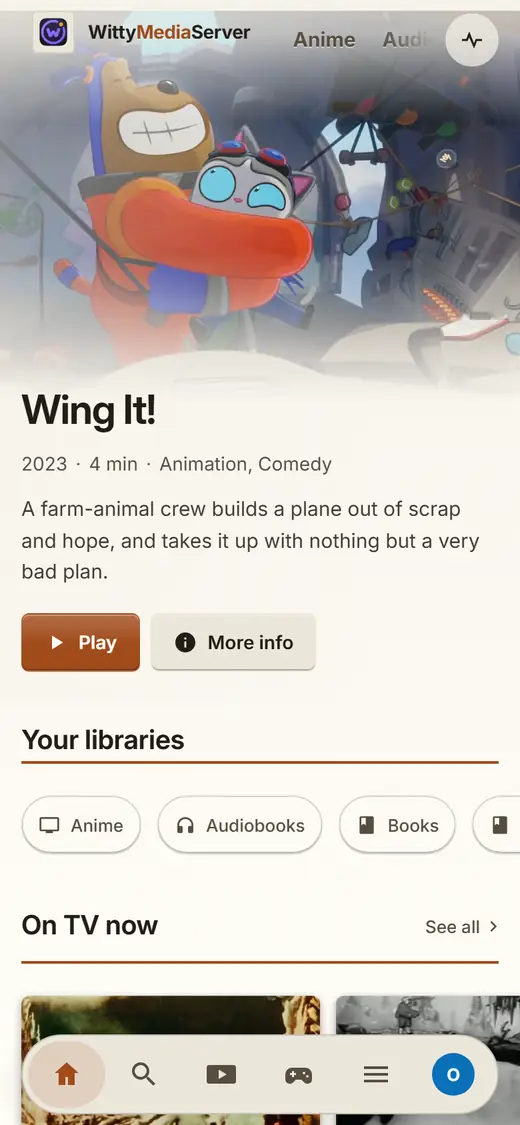 WittyMediaServer
Anime
Wing It!
2023 · 4 min · Animation, Comedy
A farm-animal crew builds a plane out of scrap
and hope, and takes it up with nothing but a very
bad plan.
Play
More info
Your libraries
Anime
Audiobooks
Books
On TV now
See all
O